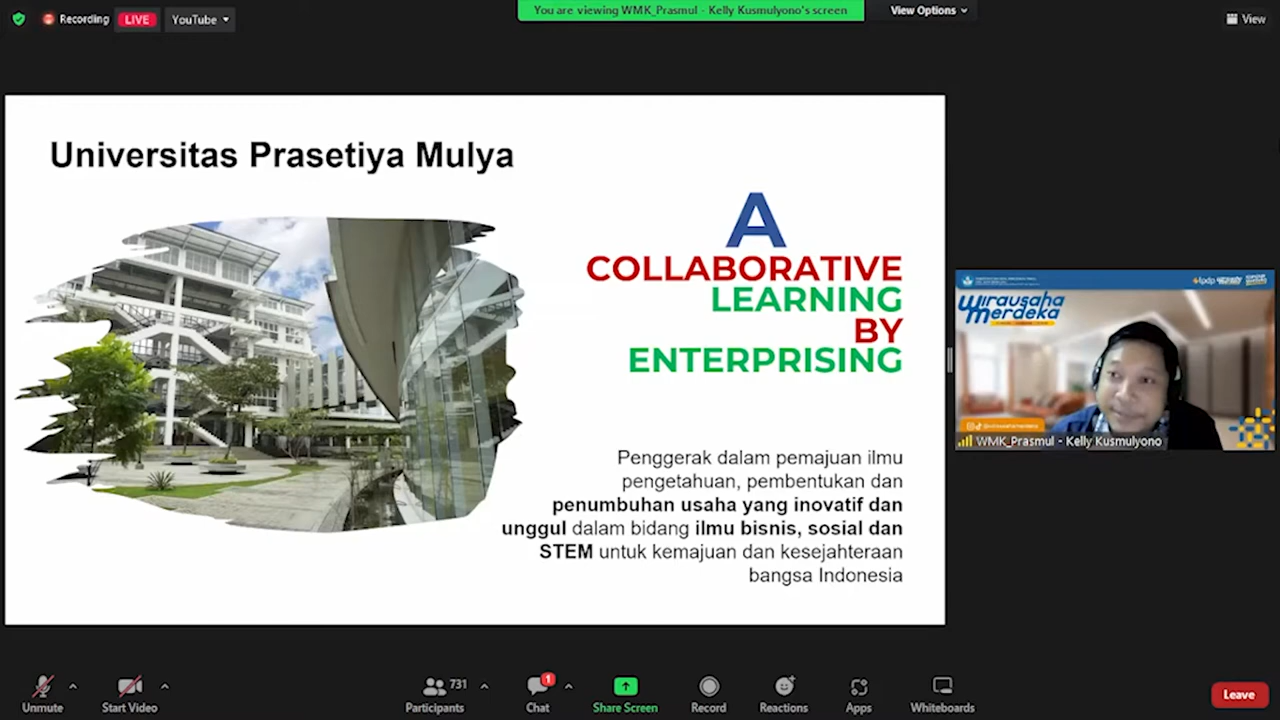 Recording
LIVE
YouTube
You are viewing WMK_Prasmul - Kelly Kusmulyono's screen
View Options
View
Universitas Prasetiya Mulya
A
COLLABORATIVE
LEARNING
BY
ENTERPRISING
Penggerak dalam pemajuan ilmu
pengetahuan, pembentukan dan
penumbuhan usaha yang inovatif dan
unggul dalam bidang ilmu bisnis, sosial dan
STEM untuk kemajuan dan kesejahteraan
bangsa Indonesia
lpdp
Wirausaha
Merdeka
WMK_Prasmul - Kelly Kusmulyono
Unmute
Start Video
731
Participants
1
Chat
Share Screen
Record
Reactions
Apps
Whiteboards
Leave